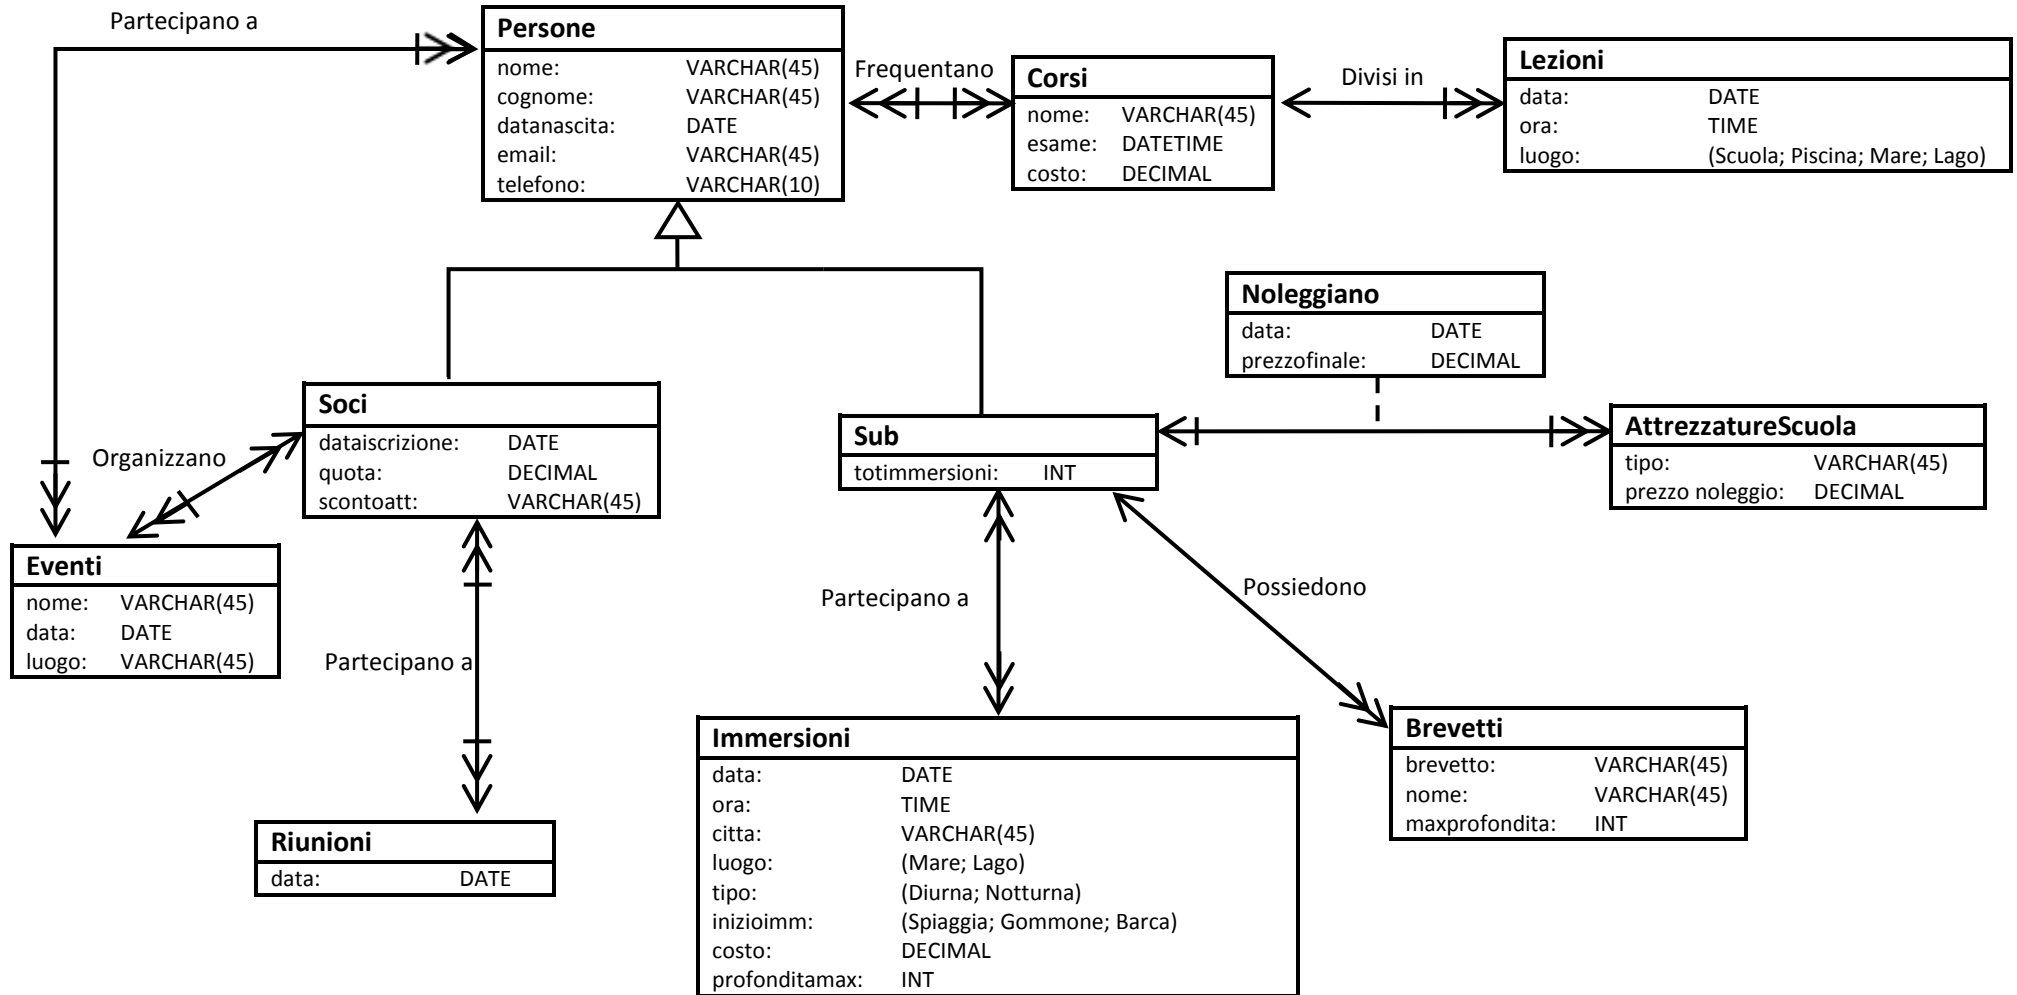 Partecipano a
Persone
nome: VARCHAR(45)
cognome: VARCHAR(45)
datanascita: DATE
email: VARCHAR(45)
telefono: VARCHAR(10)
Frequentano
Corsi
nome: VARCHAR(45)
esame: DATETIME
costo: DECIMAL
Divisi in
Lezioni
data: DATE
ora: TIME
luogo: (Scuola; Piscina; Mare; Lago)
Noleggiano
data: DATE
prezzofinale: DECIMAL
Soci
dataiscrizione: DATE
quota: DECIMAL
scontoatt: VARCHAR(45)
Sub
totimmersioni: INT
AttrezzatureScuola
tipo: VARCHAR(45)
prezzo noleggio: DECIMAL
Organizzano
Eventi
nome: VARCHAR(45)
data: DATE
luogo: VARCHAR(45)
Partecipano a
Partecipano a
Possiedono
Riunioni
data: DATE
Immersioni
data: DATE
ora: TIME
citta: VARCHAR(45)
luogo: (Mare; Lago)
tipo: (Diurna; Notturna)
inizioimm: (Spiaggia; Gommone; Barca)
costo: DECIMAL
profonditamax: INT
Brevetti
brevetto: VARCHAR(45)
nome: VARCHAR(45)
maxprofondita: INT